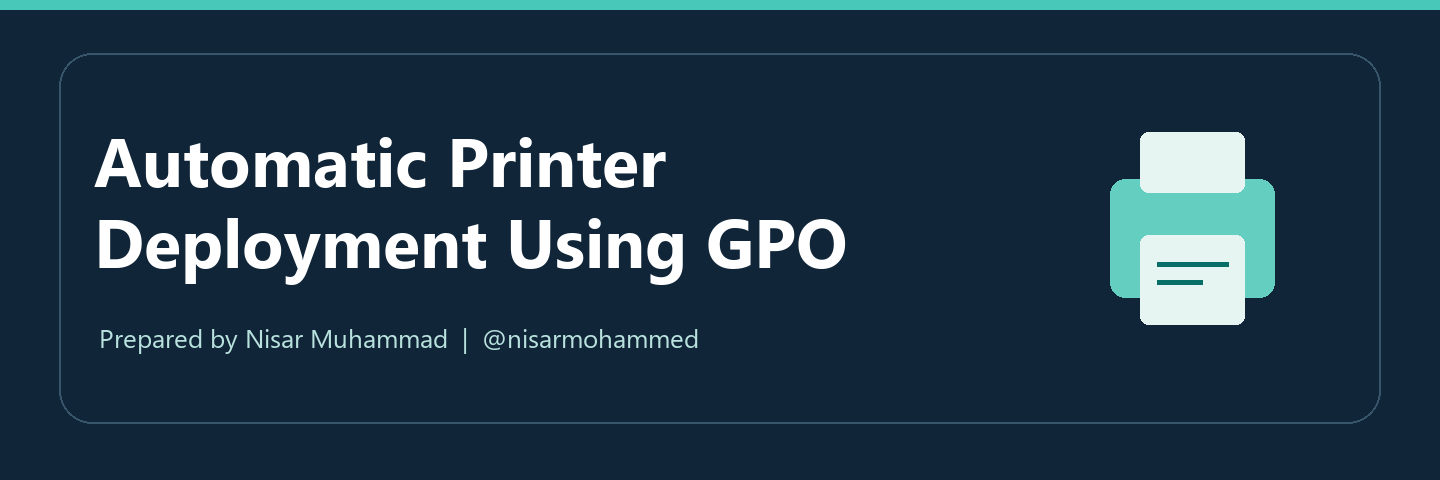 Automatic Printer
Deployment Using GPO
Prepared by Nisar Muhammad | @nisarmohammed